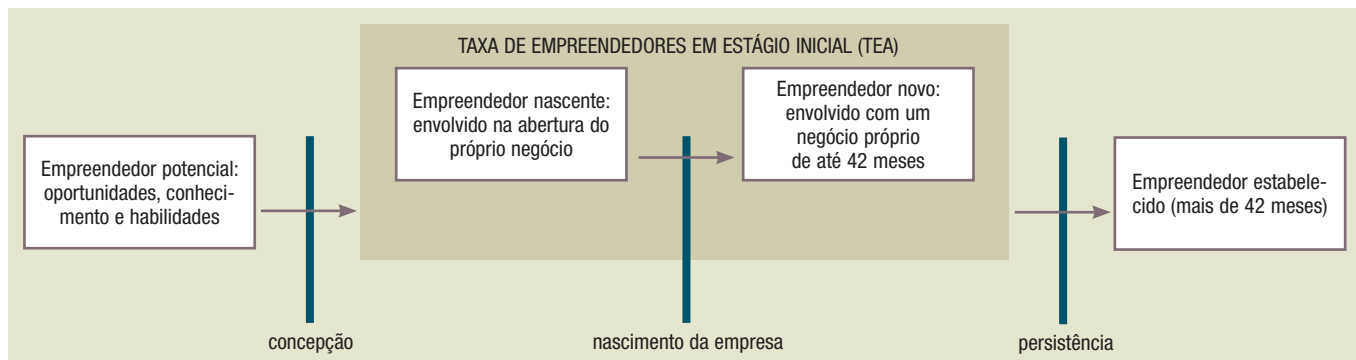 TAXA DE EMPREENDEDORES EM ESTÁGIO INICIAL (TEA)
Empreendedor potencial:
oportunidades, conheci-
mento e habilidades
Empreendedor nascente:
envolvido na abertura do
próprio negócio
Empreendedor novo:
envolvido com um
negócio próprio
de até 42 meses
Empreendedor estabele-
cido (mais de 42 meses)
concepção
nascimento da empresa
persistência